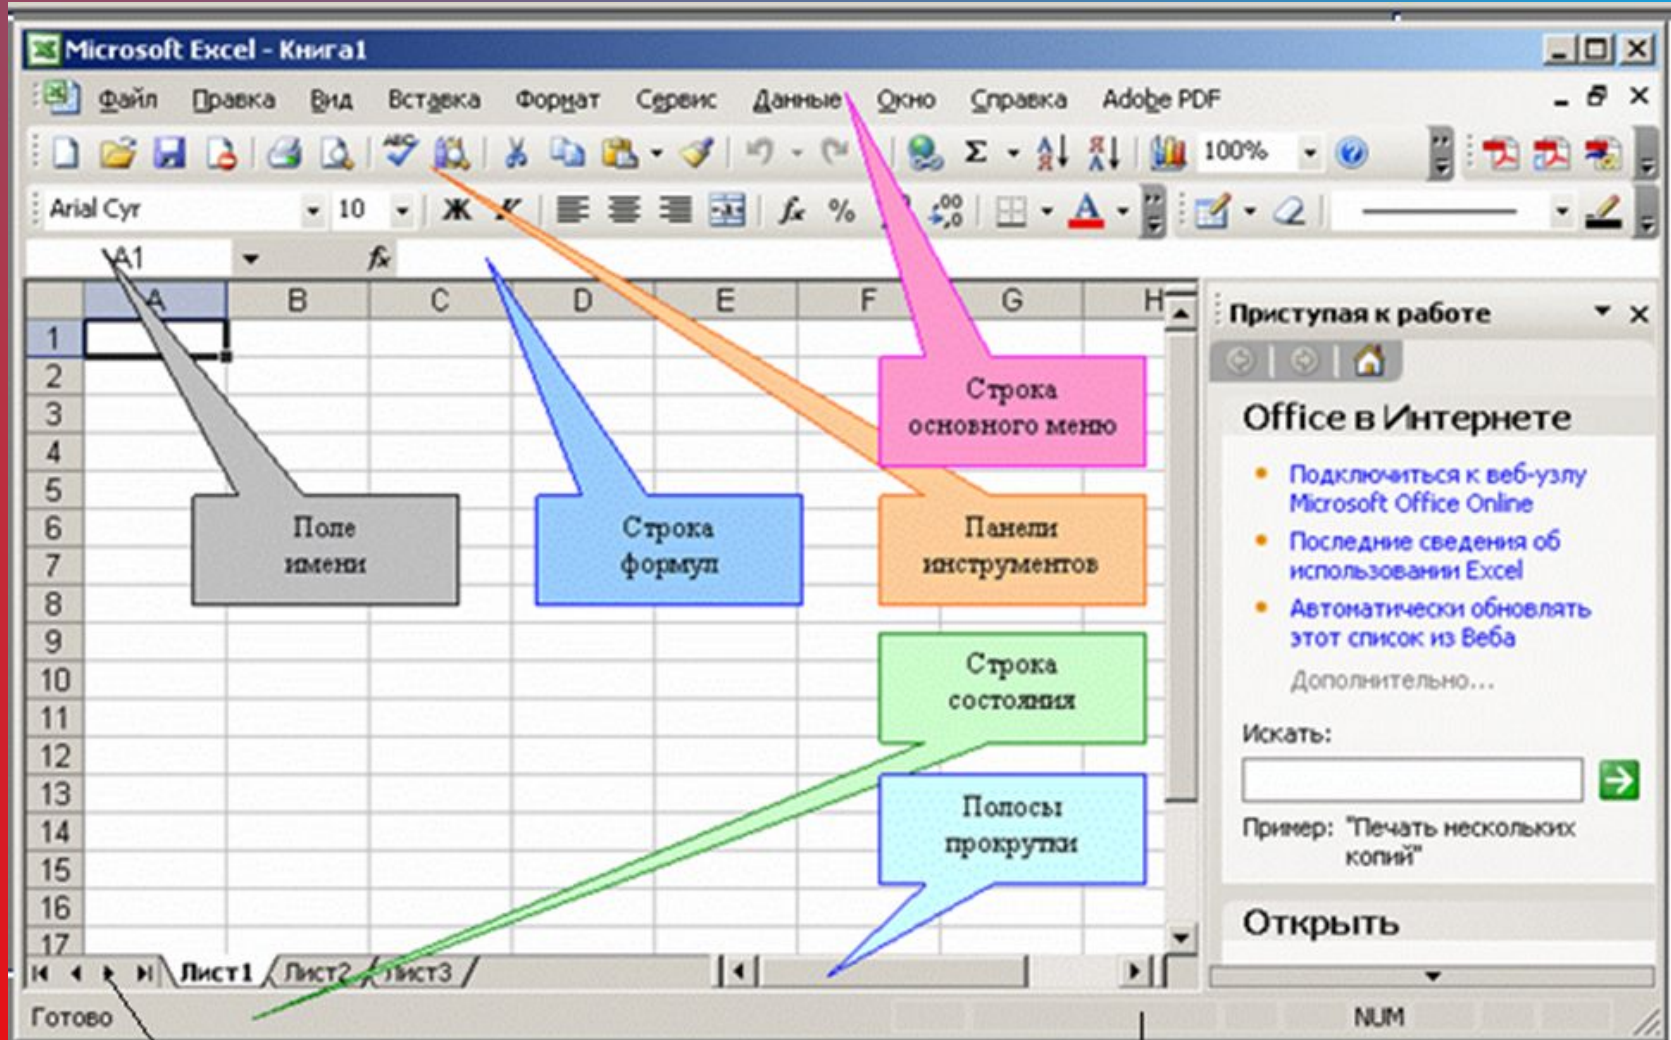 Microsoft Excel - Книга1
Файл Правка Вид Вставка Формат Сервис Данные Окно Справка Adobe PDF
100%
Arial Cyr 10 Ж К fx %
A1 fx
A B C D E F G H
1
2
3
4
5
6
7
8
9
10
11
12
13
14
15
16
17
Строка
основного меню
Поле
имени
Строка
формул
Панели
инструментов
Строка
состояния
Полосы
прокрутки
Приступая к работе
Office в Интернете
Подключиться к веб-узлу
Microsoft Office Online
Последние сведения об
использовании Excel
Автоматически обновлять
этот список из Веба
Дополнительно...
Искать:
Пример: "Печать нескольких
копий"
Открыть
Лист1 Лист2 Лист3
Готово NUM